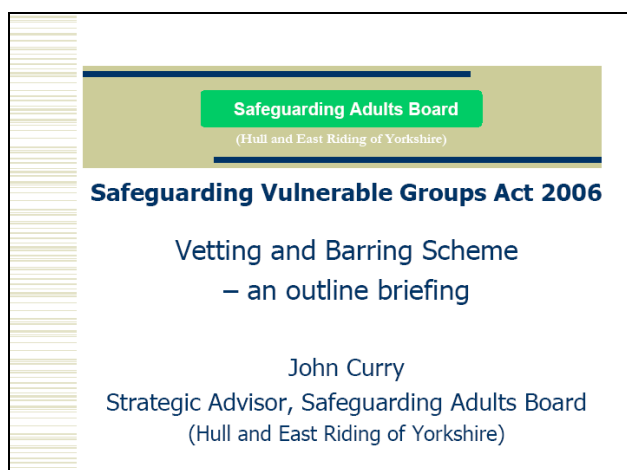 Safeguarding Adults Board
(Hull and East Riding of Yorkshire)
Safeguarding Vulnerable Groups Act 2006
Vetting and Barring Scheme
– an outline briefing
John Curry
Strategic Advisor, Safeguarding Adults Board
(Hull and East Riding of Yorkshire)